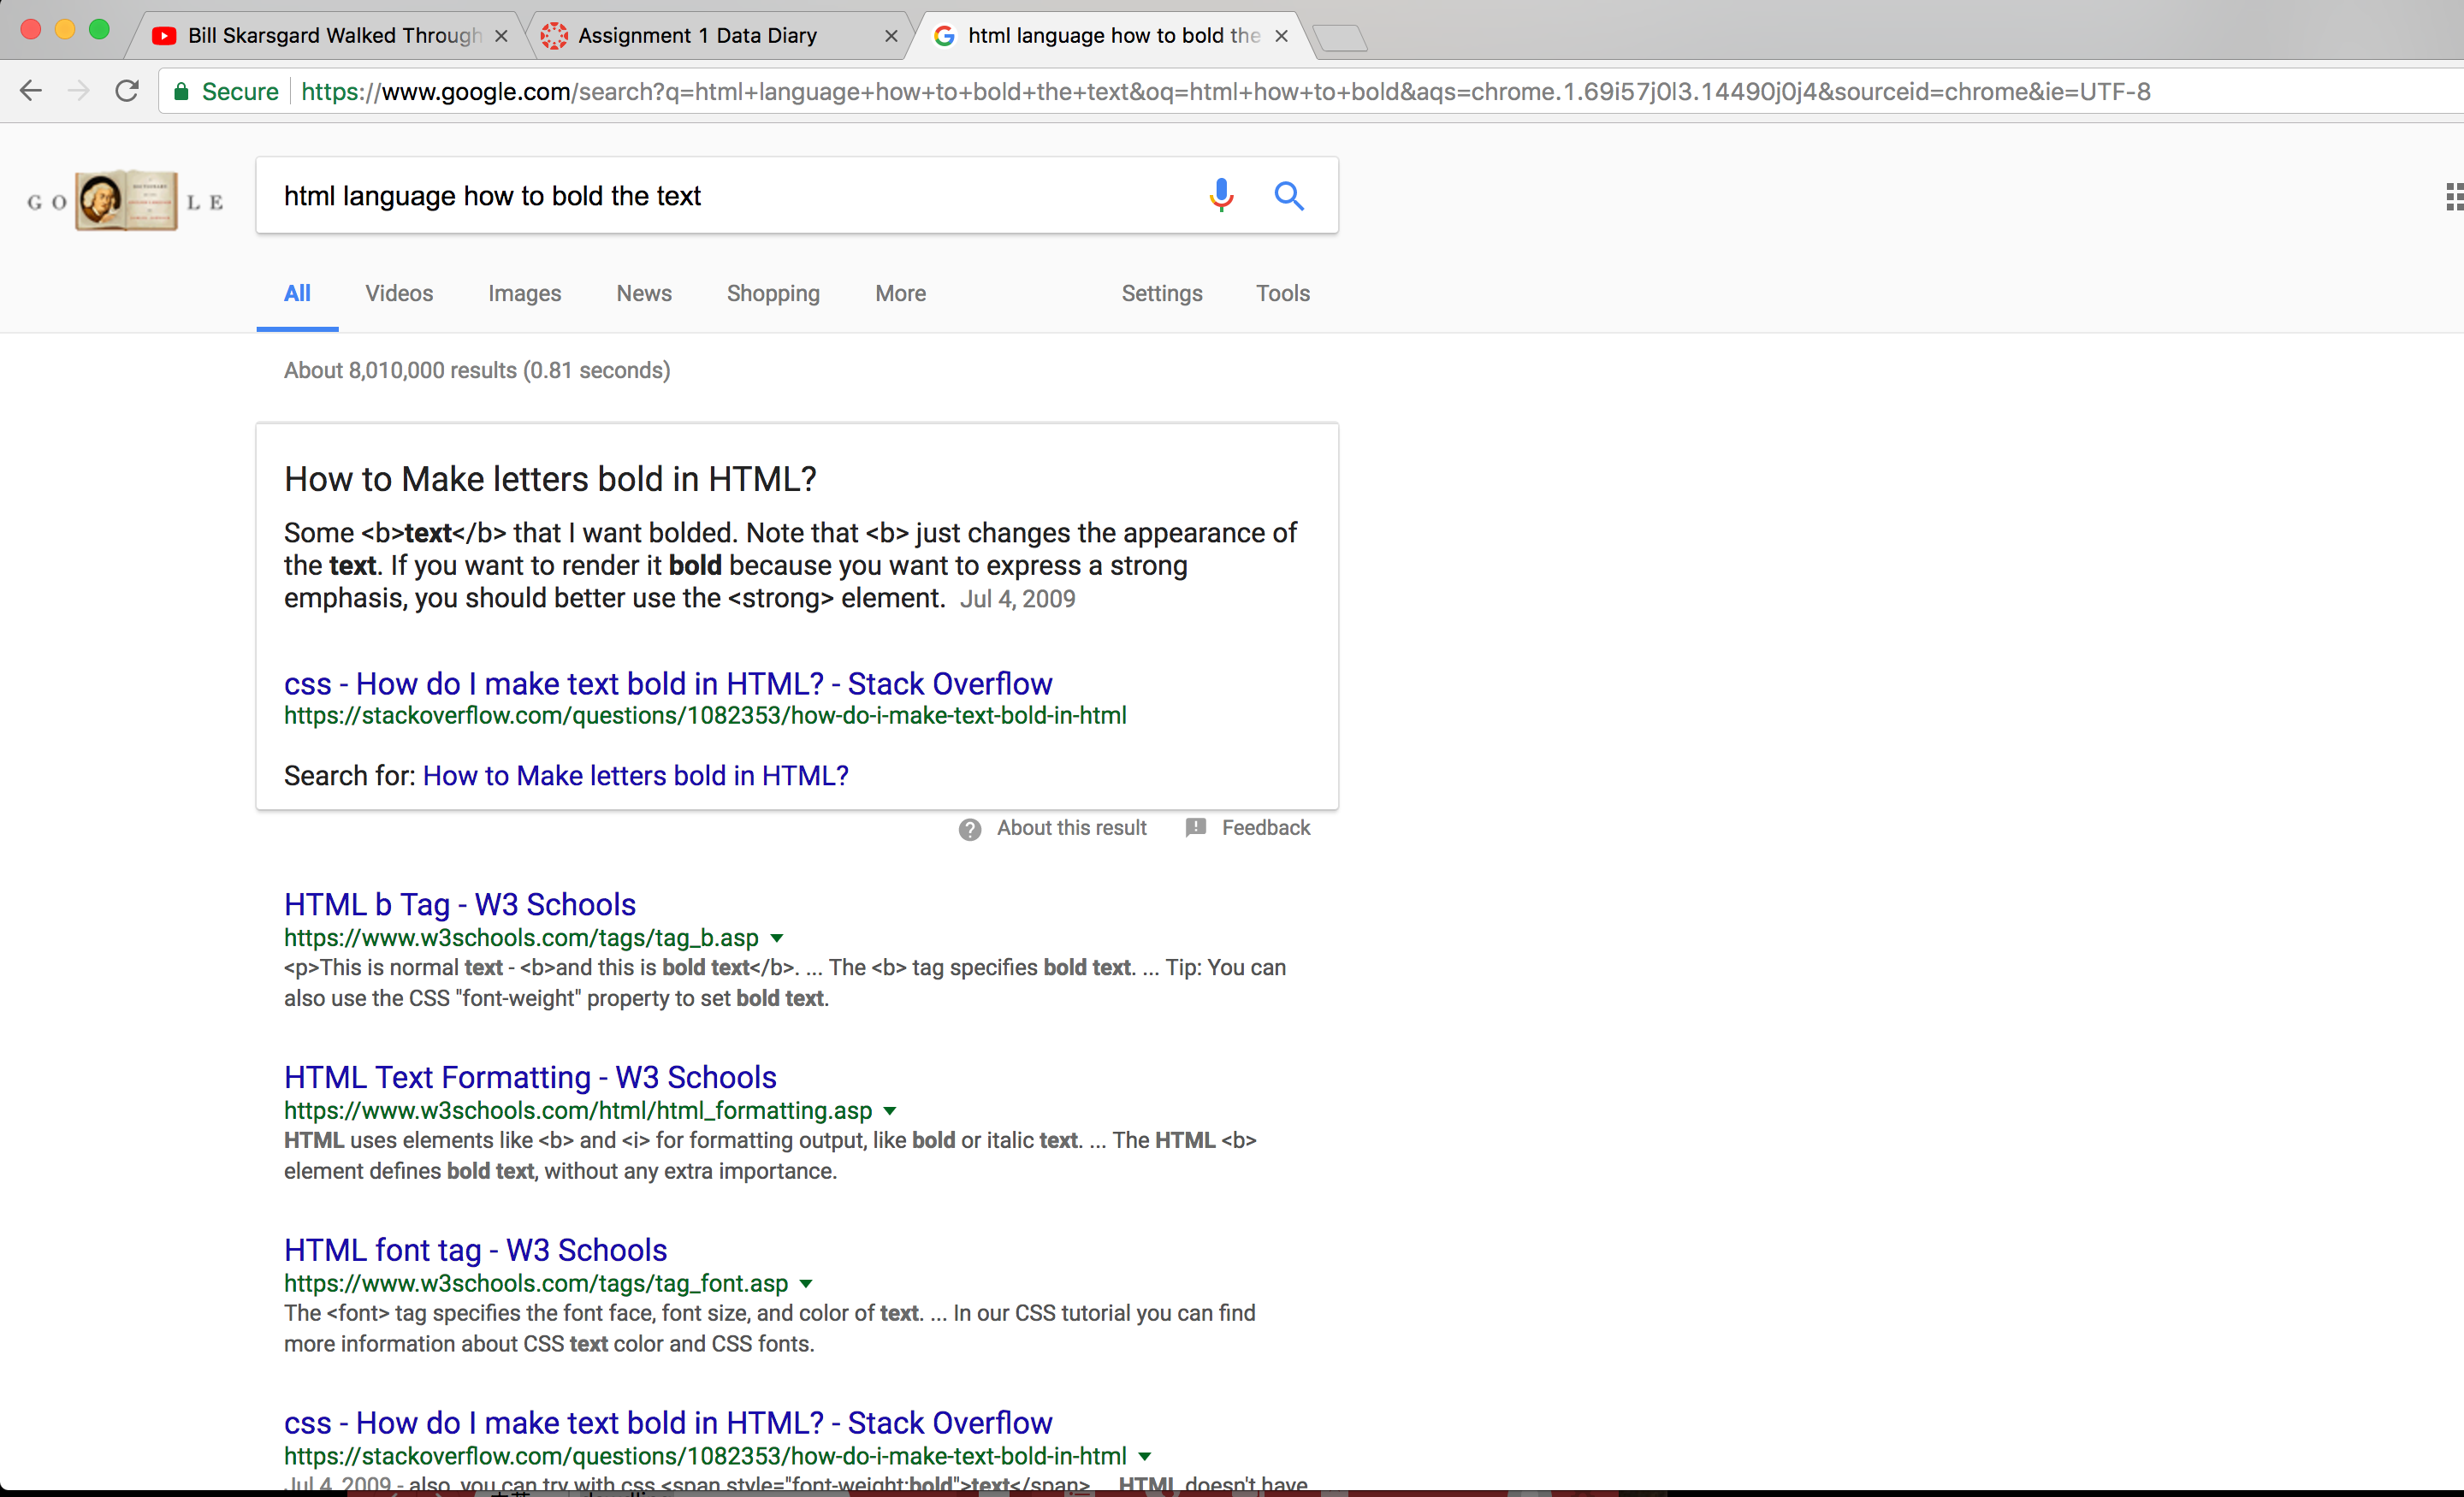 Bill Skarsgard Walked Through
Assignment 1 Data Diary
html language how to bold the
Secure
https://www.google.com/search?q=html+language+how+to+bold+the+text&oq=html+how+to+bold&aqs=chrome.1.69i57j0l3.14490j0j4&sourceid=chrome&ie=UTF-8
G O L E
html language how to bold the text
All Videos Images News Shopping More Settings Tools
About 8,010,000 results (0.81 seconds)
How to Make letters bold in HTML?
Some <b>text</b> that I want bolded. Note that <b> just changes the appearance of
the text. If you want to render it bold because you want to express a strong
emphasis, you should better use the <strong> element. Jul 4, 2009
css - How do I make text bold in HTML? - Stack Overflow
https://stackoverflow.com/questions/1082353/how-do-i-make-text-bold-in-html
Search for: How to Make letters bold in HTML?
About this result Feedback
HTML b Tag - W3 Schools
https://www.w3schools.com/tags/tag_b.asp
<p>This is normal text - <b>and this is bold text</b>. ... The <b> tag specifies bold text. ... Tip: You can
also use the CSS "font-weight" property to set bold text.
HTML Text Formatting - W3 Schools
https://www.w3schools.com/html/html_formatting.asp
HTML uses elements like <b> and <i> for formatting output, like bold or italic text. ... The HTML <b>
element defines bold text, without any extra importance.
HTML font tag - W3 Schools
https://www.w3schools.com/tags/tag_font.asp
The <font> tag specifies the font face, font size, and color of text. ... In our CSS tutorial you can find
more information about CSS text color and CSS fonts.
css - How do I make text bold in HTML? - Stack Overflow
https://stackoverflow.com/questions/1082353/how-do-i-make-text-bold-in-html
Jul 4, 2009 - also, you can try with css <span style="font-weight:bold">text</span> ... HTML doesn't have